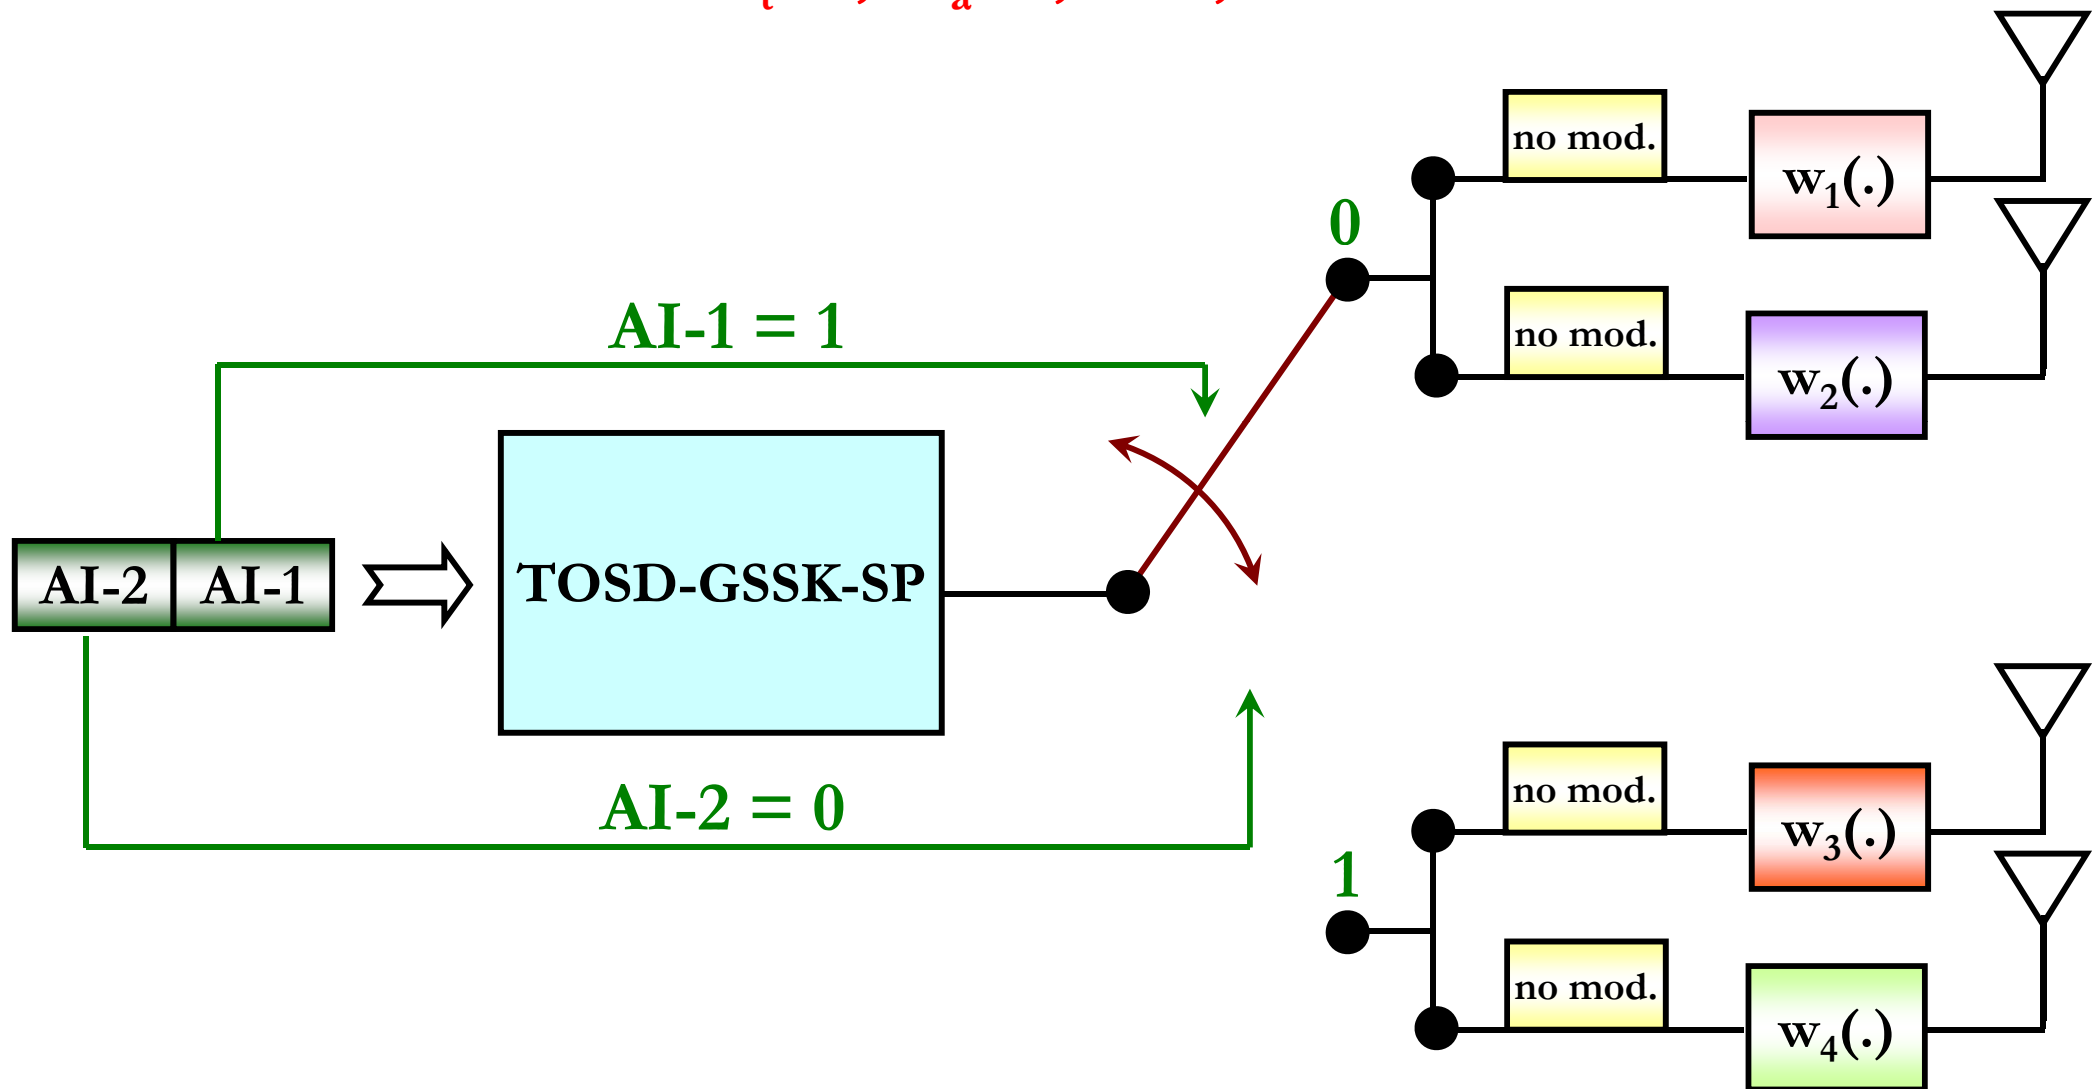 no mod.
w1(.)
0
no mod.
w2(.)
AI-1 = 1
AI-2 AI-1
TOSD-GSSK-SP
AI-2 = 0
no mod.
w3(.)
1
no mod.
w4(.)